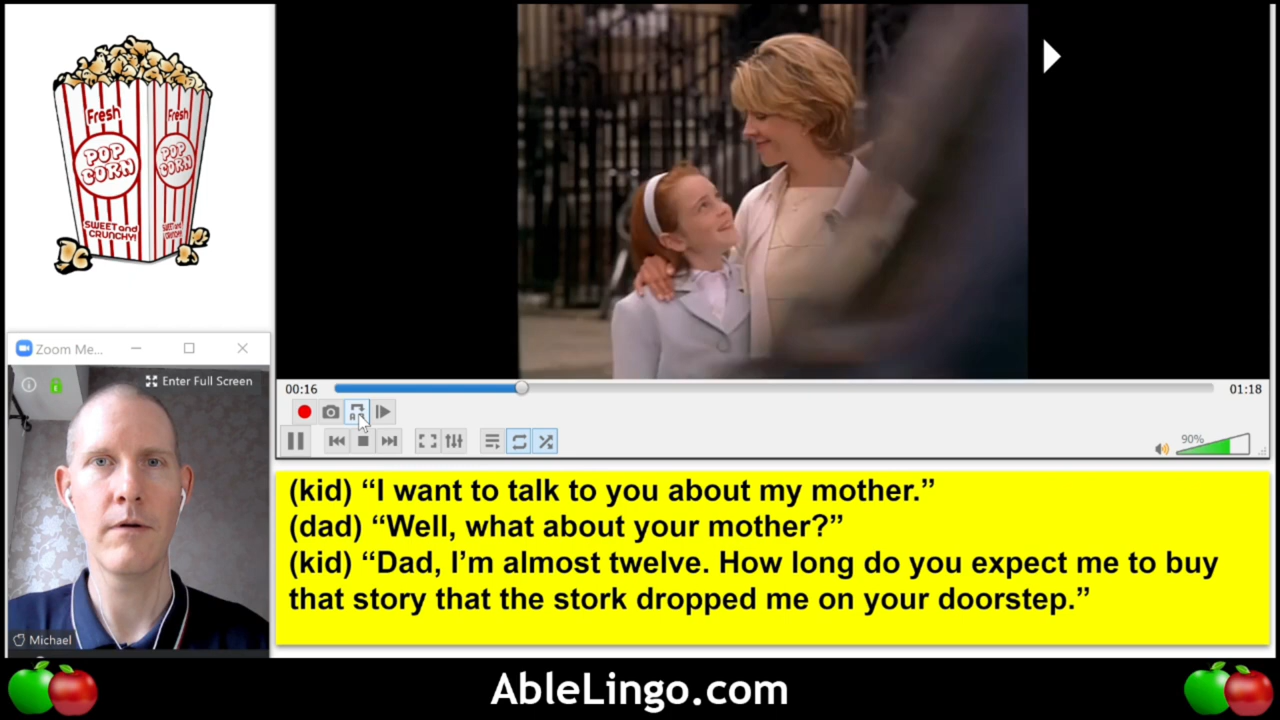 Fresh
Fresh
POP
CORN
POP
CORN
SWEET and
CRUNCHY!
SWEET and
CRUNCHY!
Zoom Me...
Enter Full Screen
Michael
00:16
01:18
90%
(kid) “I want to talk to you about my mother.”
(dad) “Well, what about your mother?”
(kid) “Dad, I’m almost twelve. How long do you expect me to buy
that story that the stork dropped me on your doorstep.”
AbleLingo.com